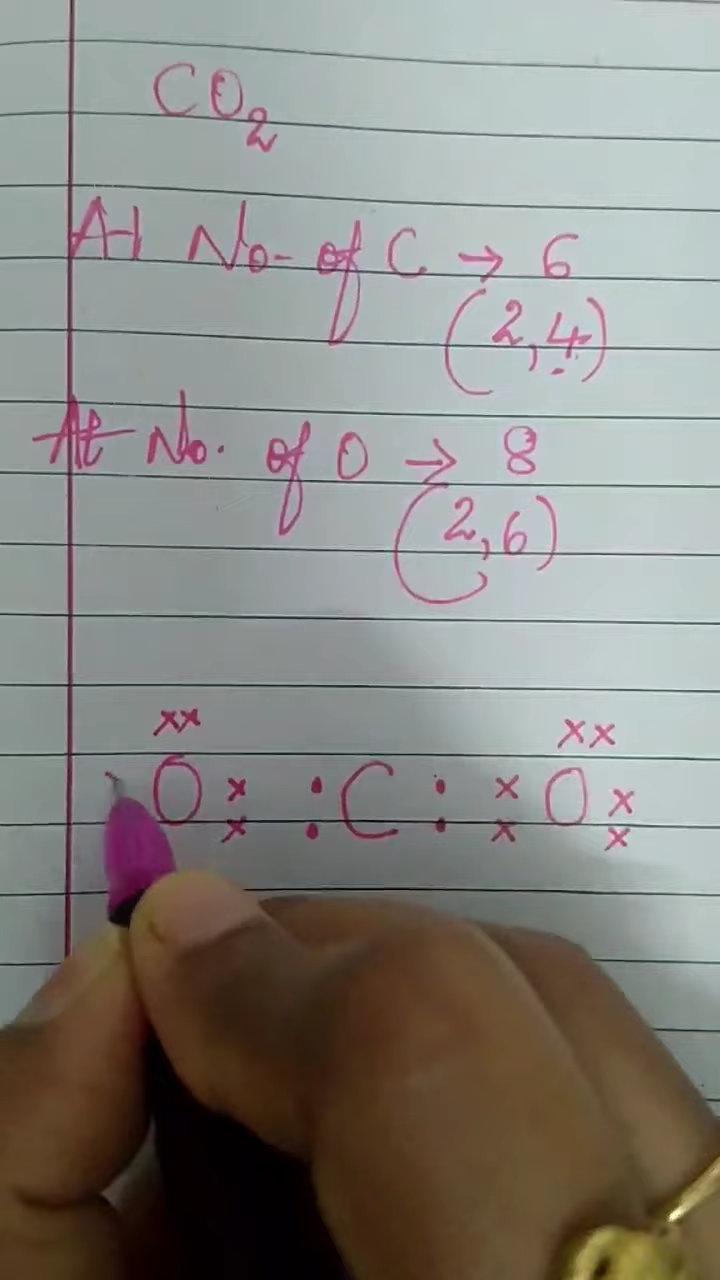 CO₂
At No. of C → 6
(2,4)
At No. of O → 8
(2,6)
xx xx
O x : C : x O x
x x x